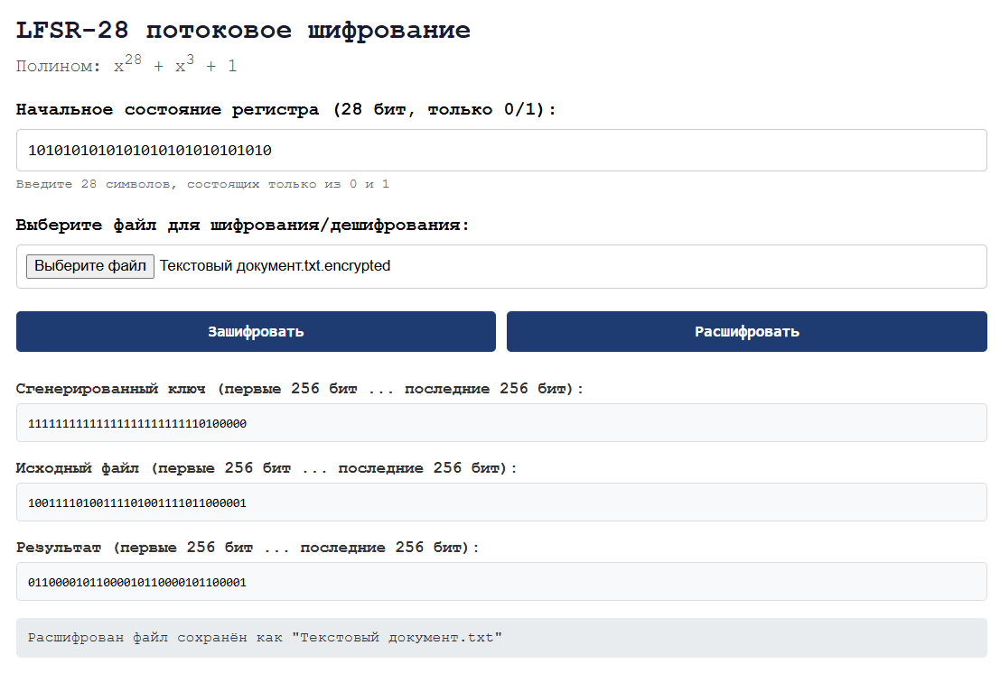 LFSR-28 потоковое шифрование
Полином: x²⁸ + x³ + 1
Начальное состояние регистра (28 бит, только 0/1):
1010101010101010101010101010
Введите 28 символов, состоящих только из 0 и 1
Выберите файл для шифрования/дешифрования:
Выберите файл Текстовый документ.txt.encrypted
Зашифровать Расшифровать
Сгенерированный ключ (первые 256 бит ... последние 256 бит):
11111111111111111111111110100000
Исходный файл (первые 256 бит ... последние 256 бит):
10011110100111101001111011000001
Результат (первые 256 бит ... последние 256 бит):
01100001011000010110000101100001
Расшифрован файл сохранён как "Текстовый документ.txt"